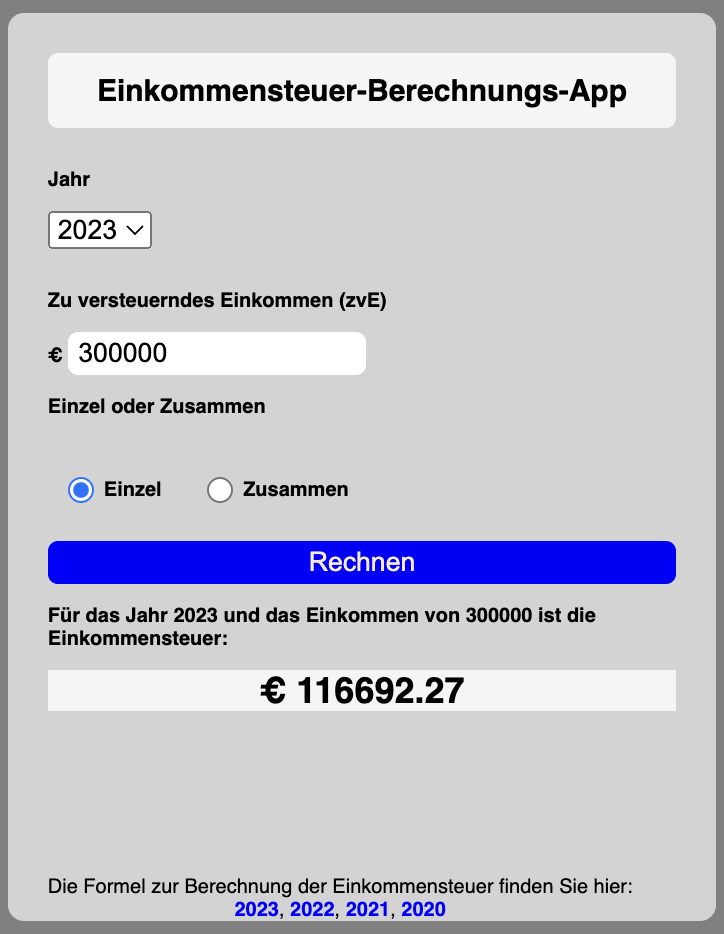 Einkommensteuer-Berechnungs-App
Jahr
2023
Zu versteuerndes Einkommen (zvE)
€ 300000
Einzel oder Zusammen
Einzel Zusammen
Rechnen
Für das Jahr 2023 und das Einkommen von 300000 ist die
Einkommensteuer:
€ 116692.27
Die Formel zur Berechnung der Einkommensteuer finden Sie hier:
2023, 2022, 2021, 2020